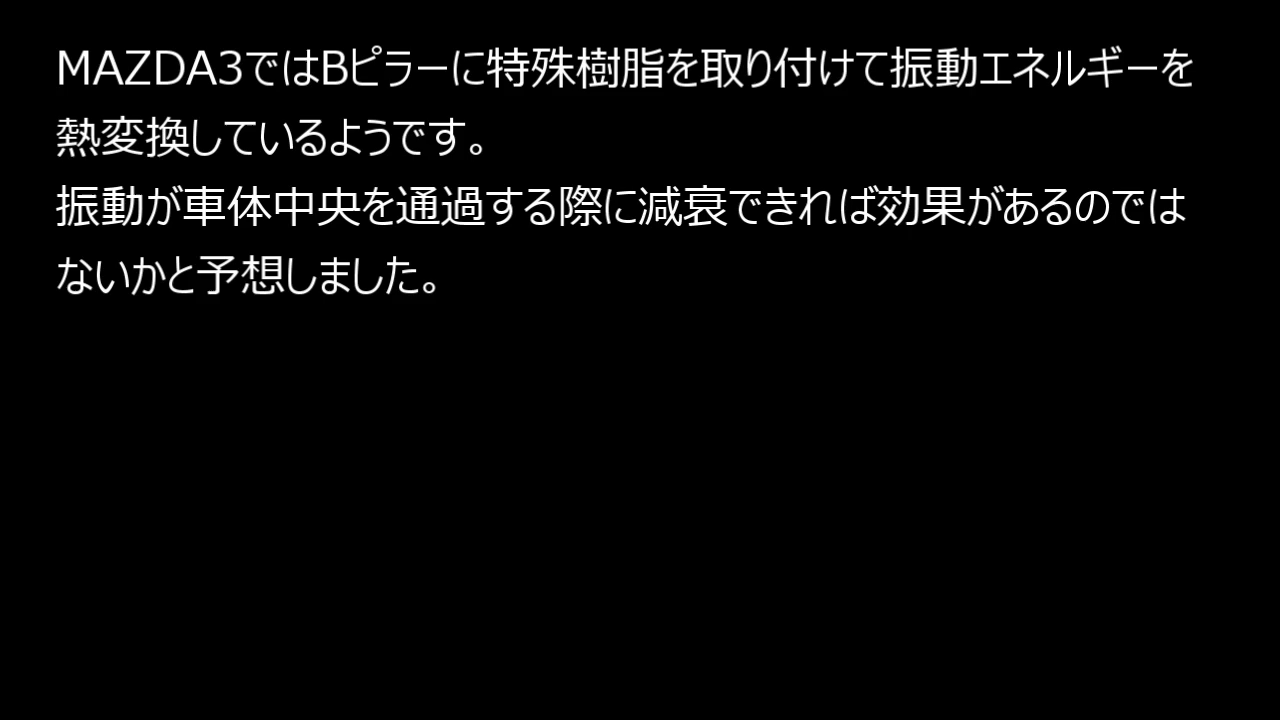 MAZDA3ではBピラーに特殊樹脂を取り付けて振動エネルギーを
熱変換しているようです。
振動が車体中央を通過する際に減衰できれば効果があるのでは
ないかと予想しました。